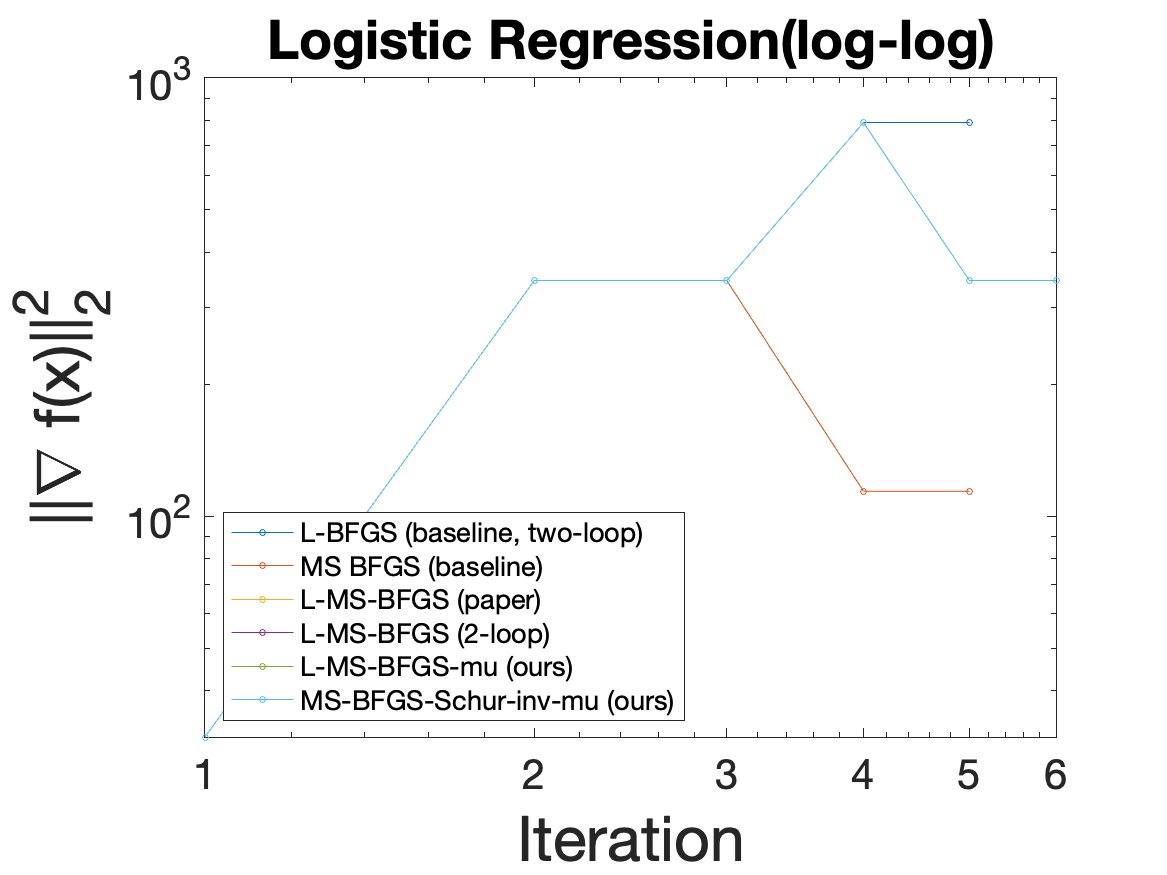 Logistic Regression(log-log)
10^3
10^2
||∇ f(x)||_2^2
L-BFGS (baseline, two-loop)
MS BFGS (baseline)
L-MS-BFGS (paper)
L-MS-BFGS (2-loop)
L-MS-BFGS-mu (ours)
MS-BFGS-Schur-inv-mu (ours)
1 2 3 4 5 6
Iteration